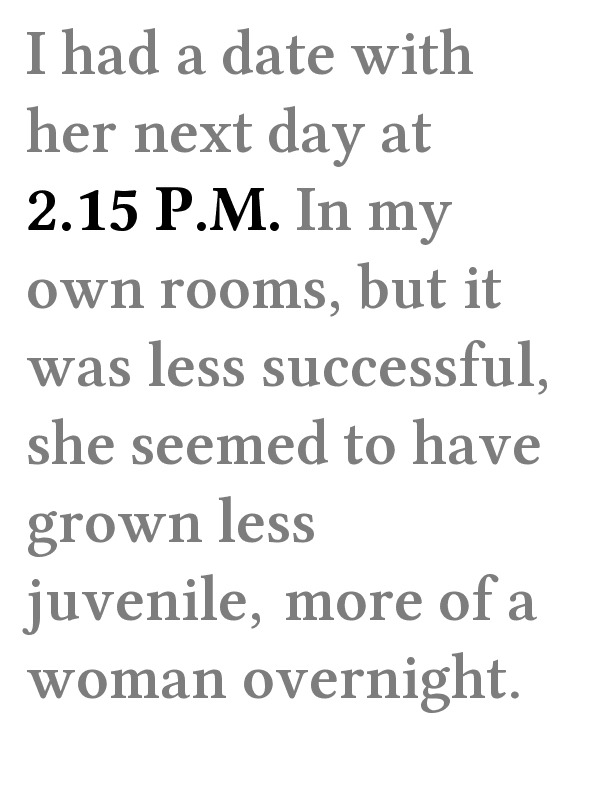 I had a date with
her next day at
2.15 P.M. In my
own rooms, but it
was less successful,
she seemed to have
grown less
juvenile, more of a
woman overnight.